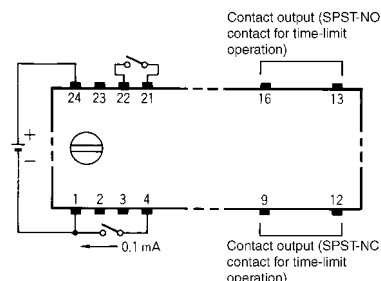 Contact output (SPST-NO
contact for time-limit
operation)
24 23 22 21 16 13
+
−
1 2 3 4 9 12
0.1 mA
Contact output (SPST-NC
contact for time-limit
operation)